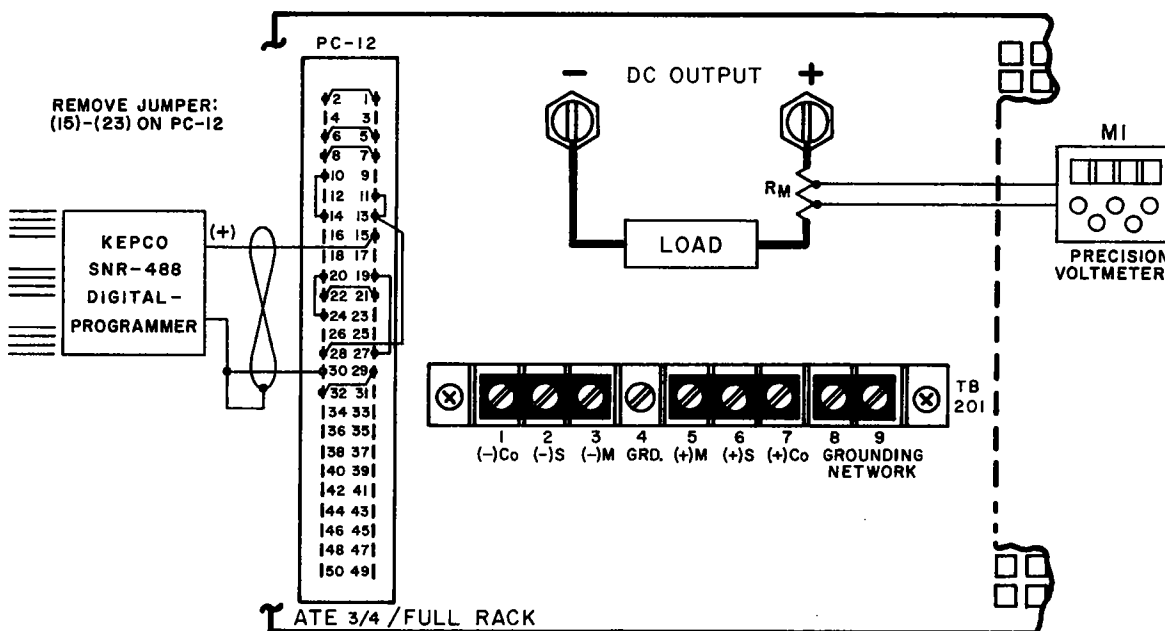 PC-12
REMOVE JUMPER:
(15)-(23) ON PC-12
2 1
4 3
6 5
8 7
10 9
12 11
14 13
16 15
18 17
20 19
22 21
24 23
26 25
28 27
30 29
32 31
34 33
36 35
38 37
40 39
42 41
44 43
46 45
48 47
50 49
(+)
KEPCO
SNR-488
DIGITAL-
PROGRAMMER
− DC OUTPUT +
RM
LOAD
M1
PRECISION
VOLTMETER
TB
201
1 2 3 4 5 6 7 8 9
(−)Co (−)S (−)M GRD. (+)M (+)S (+)Co GROUNDING
NETWORK
ATE 3/4 / FULL RACK